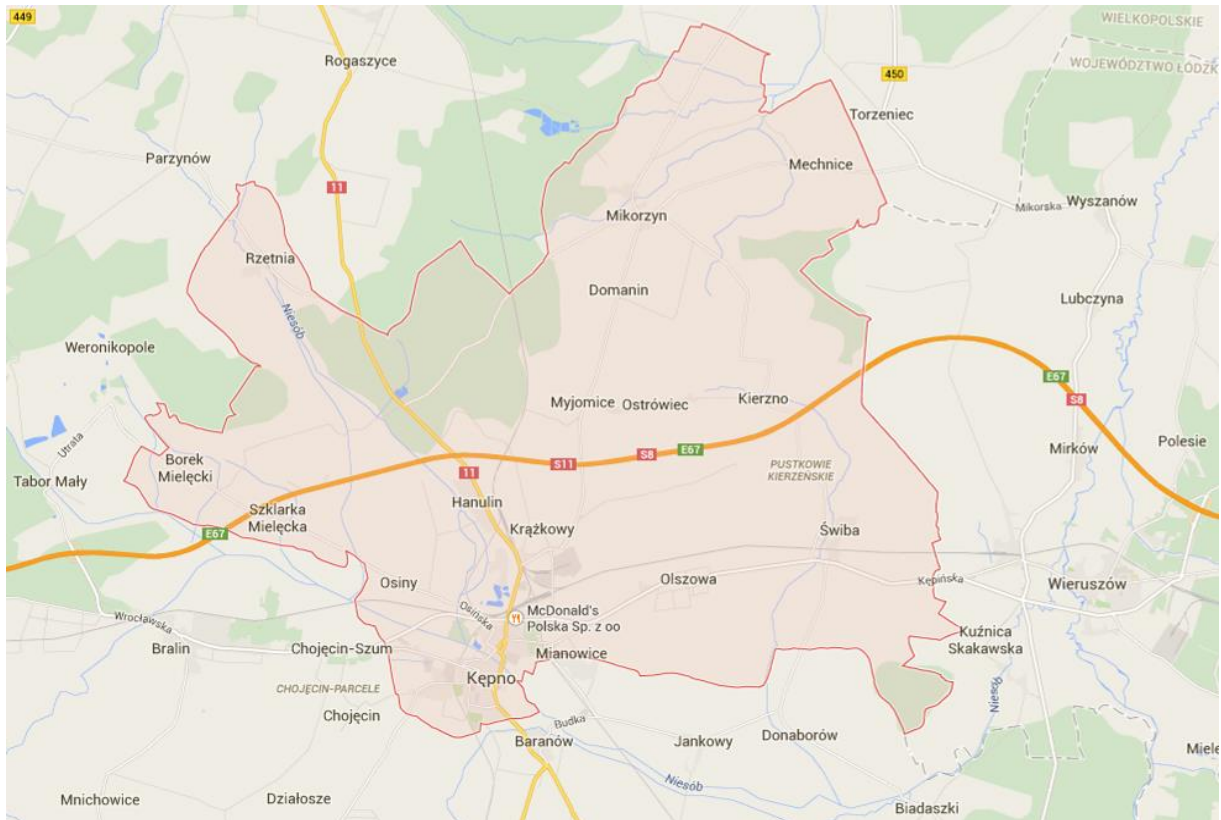 449
WIELKOPOLSKIE
WOJEWÓDZTWO ŁÓDZ
Rogaszyce
450
Torzeniec
Parzynów
Mechnice
11
Mikorska
Wyszanów
Mikorzyn
Rzetnia
Domanin
Lubczyna
Niesób
Weronikopole
E67
S8
Kierzno
Myjomice
Ostrówiec
Utrata
Polesie
Mirków
S8
E67
Borek
Mielęcki
S11
11
PUSTKOWIE
KIERZEŃSKIE
Tabor Mały
Hanulin
Szklarka
Mielęcka
Krążkowy
Świba
E67
Osiny
Olszowa
Kępińska
Wieruszów
Osińska
McDonald's
Polska Sp. z oo
Wrocławska
Bralin
Chojęcin-Szum
Mianowice
Kuźnica
Skakawska
Kępno
CHOJĘCIN-PARCELE
Niesób
Chojęcin
Budka
Baranów
Jankowy
Donaborów
Miele
Niesób
Mnichowice
Działosze
Biadaszki